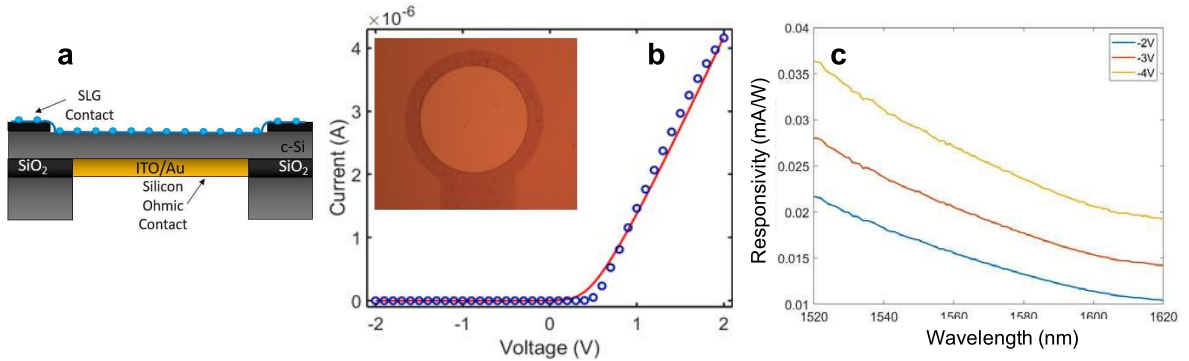 a
SLG
Contact
c-Si
SiO2
ITO/Au
SiO2
Silicon
Ohmic
Contact
b
×10-6
4
3
2
1
0
Current (A)
-2
-1
0
1
2
Voltage (V)
c
0.04
0.035
0.03
0.025
0.02
0.015
0.01
Responsivity (mA/W)
-2V
-3V
-4V
1520
1540
1560
1580
1600
1620
Wavelength (nm)